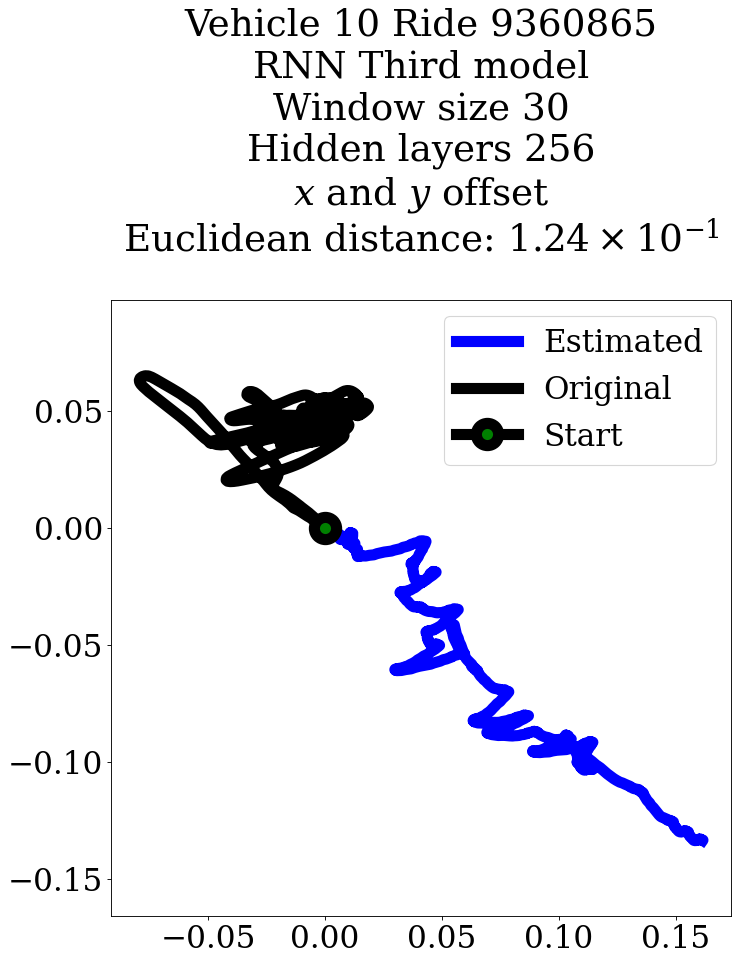 Vehicle 10 Ride 9360865
RNN Third model
Window size 30
Hidden layers 256
x and y offset
Euclidean distance: 1.24 × 10⁻¹
Estimated
Original
Start
0.05
0.00
−0.05
−0.10
−0.15
−0.05 0.00 0.05 0.10 0.15